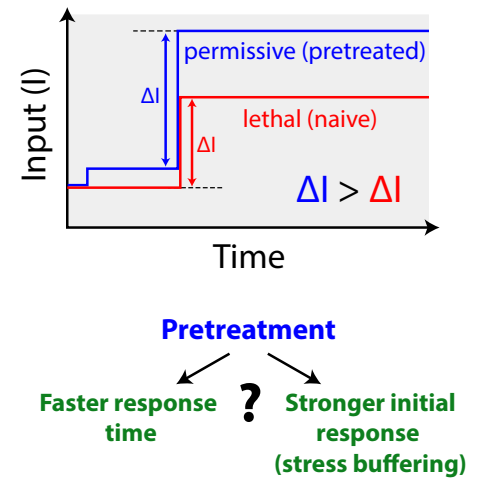 permissive (pretreated)
ΔI
ΔI
lethal (naive)
ΔI > ΔI
Input (I)
Time
Pretreatment
Faster response
time
?
Stronger initial
response
(stress buffering)